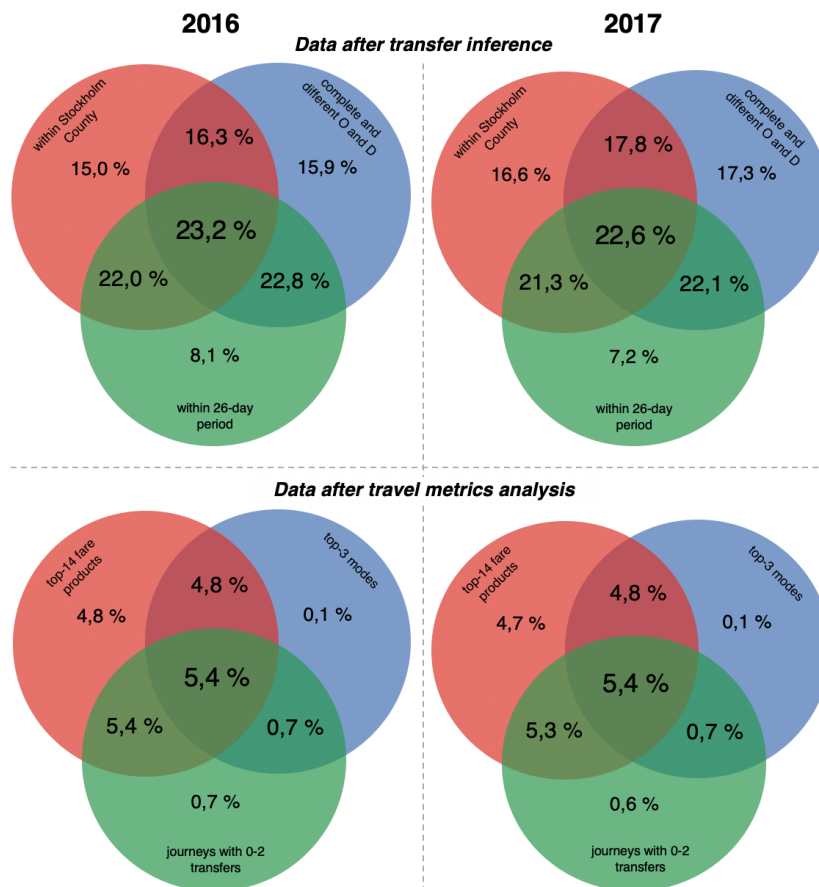 2016
2017
Data after transfer inference
within Stockholm
County
15,0 %
16,3 %
complete and
different O and D
15,9 %
23,2 %
22,0 %
22,8 %
8,1 %
within 26-day
period
within Stockholm
County
16,6 %
17,8 %
complete and
different O and D
17,3 %
22,6 %
21,3 %
22,1 %
7,2 %
within 26-day
period
Data after travel metrics analysis
top-14 fare
products
4,8 %
4,8 %
top-3 modes
0,1 %
5,4 %
5,4 %
0,7 %
0,7 %
journeys with 0-2
transfers
top-14 fare
products
4,7 %
4,8 %
top-3 modes
0,1 %
5,4 %
5,3 %
0,7 %
0,6 %
journeys with 0-2
transfers